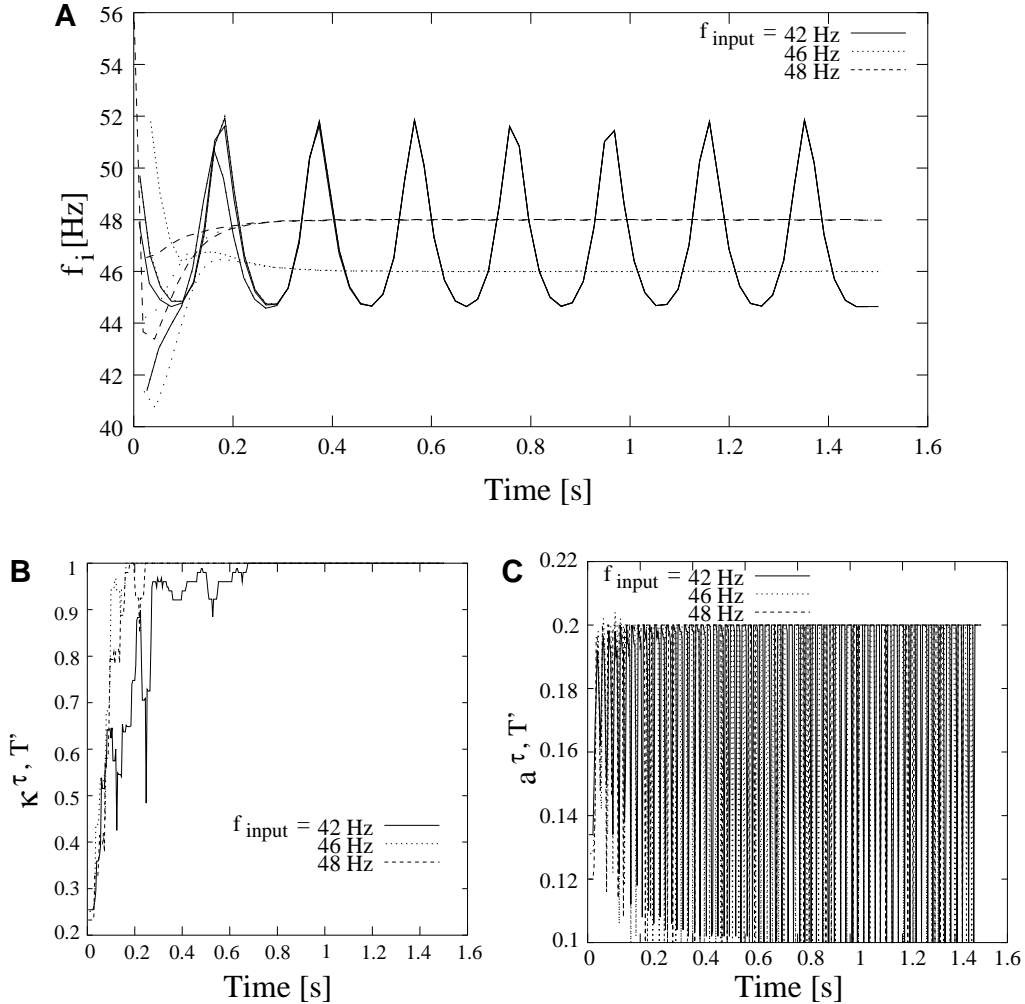 A
56
54
52
50
48
46
44
42
40
f i [Hz]
f input = 42 Hz
46 Hz
48 Hz
0 0.2 0.4 0.6 0.8 1 1.2 1.4 1.6
Time [s]
B
1
0.9
0.8
0.7
0.6
0.5
0.4
0.3
0.2
κ τ, T'
f input = 42 Hz
46 Hz
48 Hz
0 0.2 0.4 0.6 0.8 1 1.2 1.4 1.6
Time [s]
C
0.22
0.2
0.18
0.16
0.14
0.12
0.1
a τ, T'
f input = 42 Hz
46 Hz
48 Hz
0 0.2 0.4 0.6 0.8 1 1.2 1.4 1.6
Time [s]